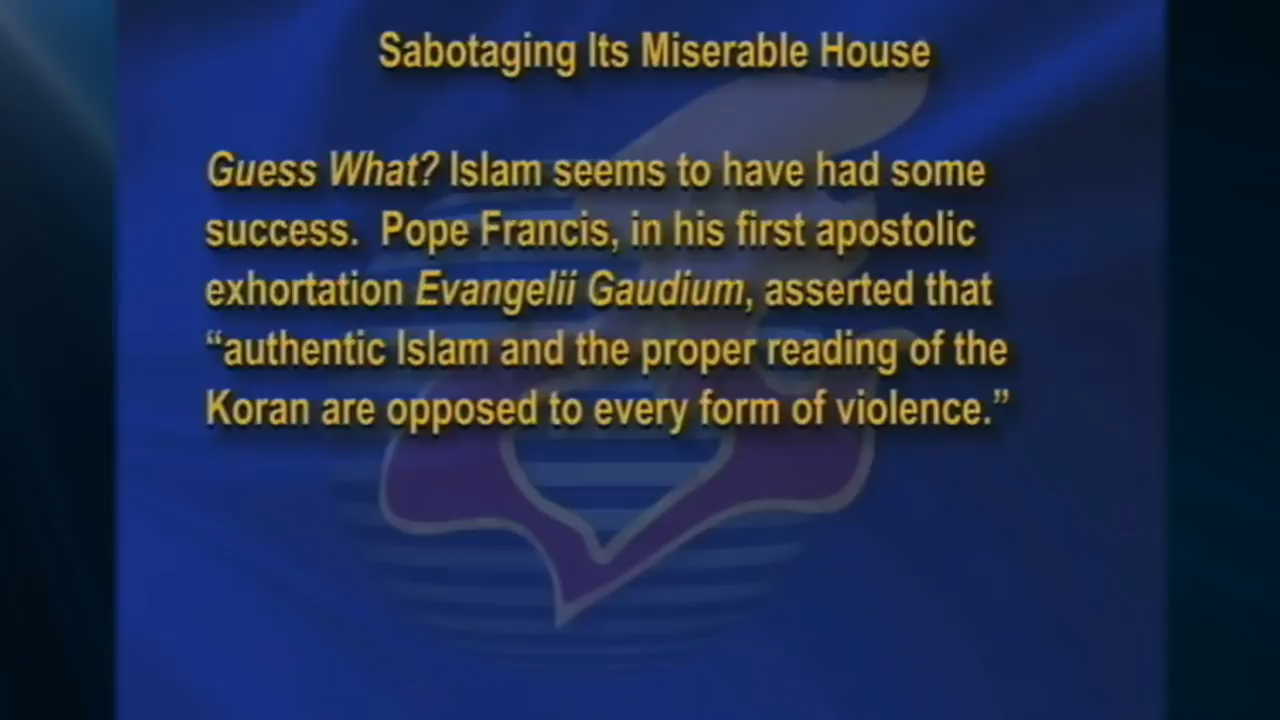 Sabotaging Its Miserable House
Guess What? Islam seems to have had some
success.  Pope Francis, in his first apostolic
exhortation Evangelii Gaudium, asserted that
“authentic Islam and the proper reading of the
Koran are opposed to every form of violence.”